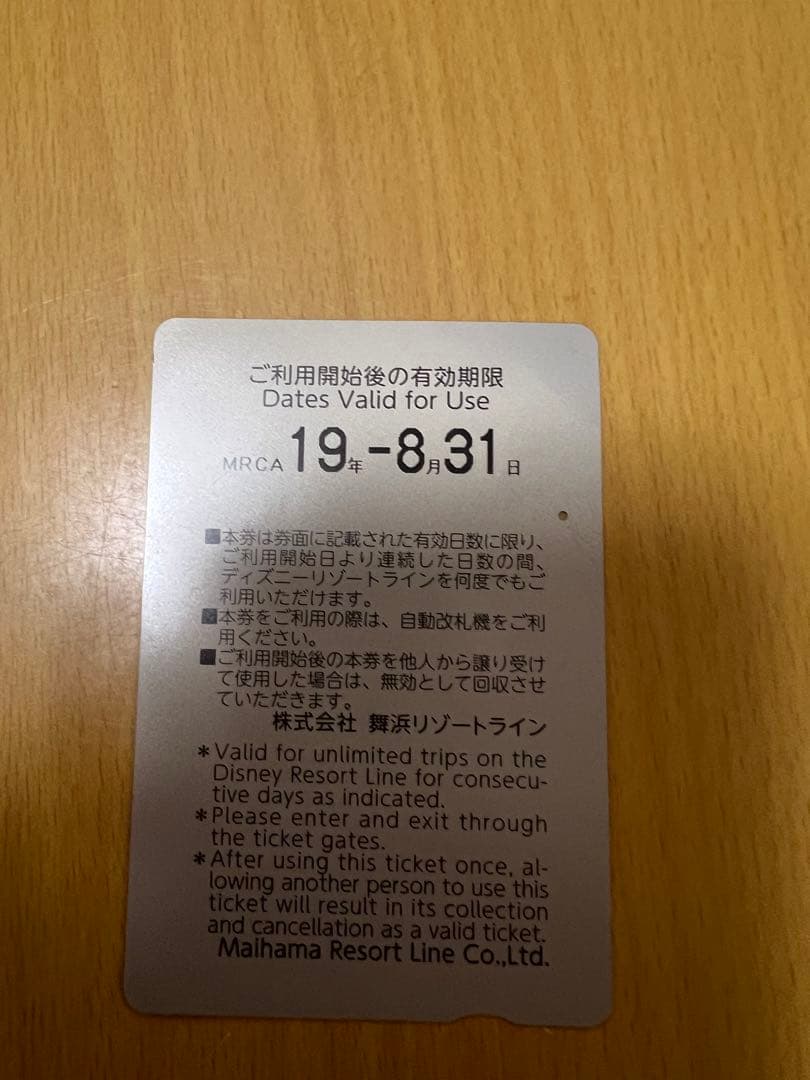 ご利用開始後の有効期限
Dates Valid for Use
MRCA 19年-8月31日
■本券は券面に記載された有効日数に限り、
ご利用開始日より連続した日数の間、
ディズニーリゾートラインを何度でもご
利用いただけます。
■本券をご利用の際は、自動改札機をご利
用ください。
■ご利用開始後の本券を他人から譲り受け
て使用した場合は、無効として回収させ
ていただきます。
株式会社 舞浜リゾートライン
*Valid for unlimited trips on the
Disney Resort Line for consecu-
tive days as indicated.
*Please enter and exit through
the ticket gates.
*After using this ticket once, al-
lowing another person to use this
ticket will result in its collection
and cancellation as a valid ticket.
Maihama Resort Line Co.,Ltd.